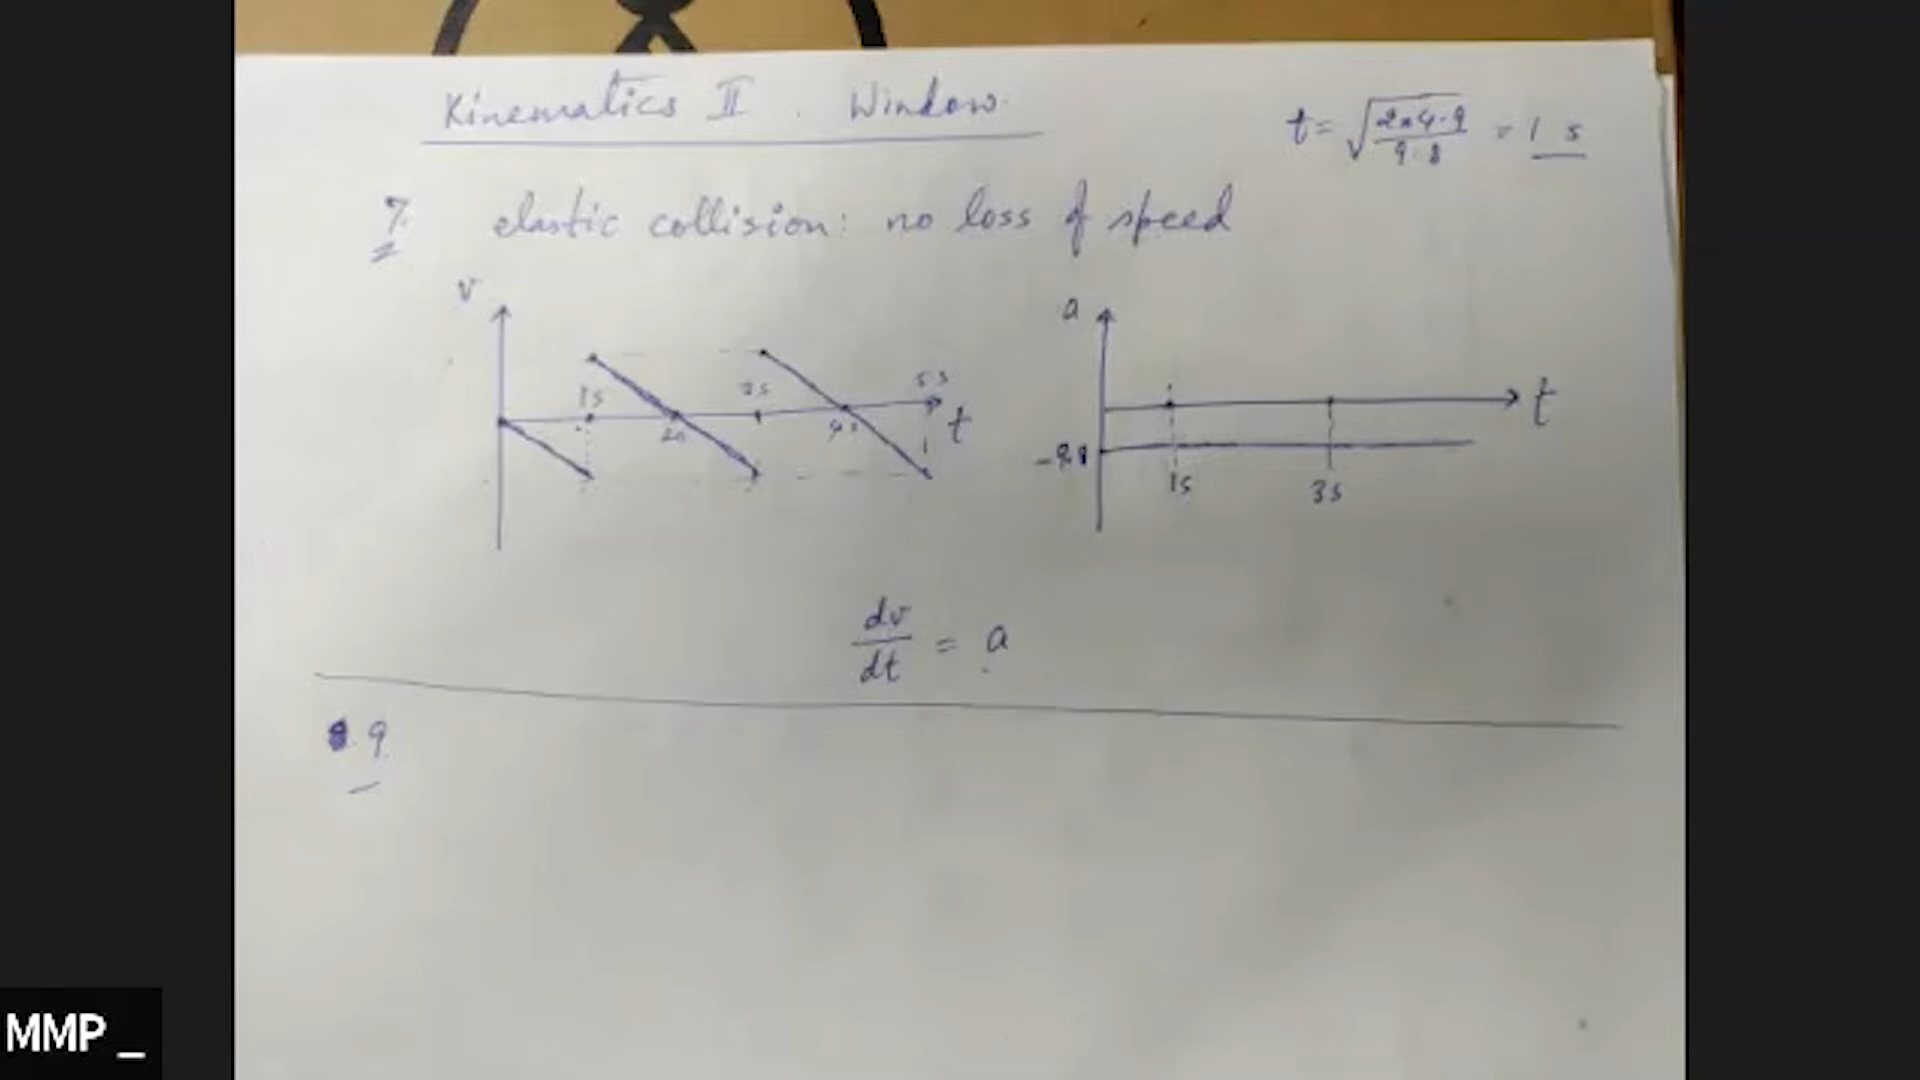 Kinematics II. Window.
t = √(2×4.9/9.8) = 1 s
7. elastic collision: no loss of speed
v
1s 2s 3s 4s 5s t
a
t
-9.8
1s 3s
dv/dt = a
9
MMP _